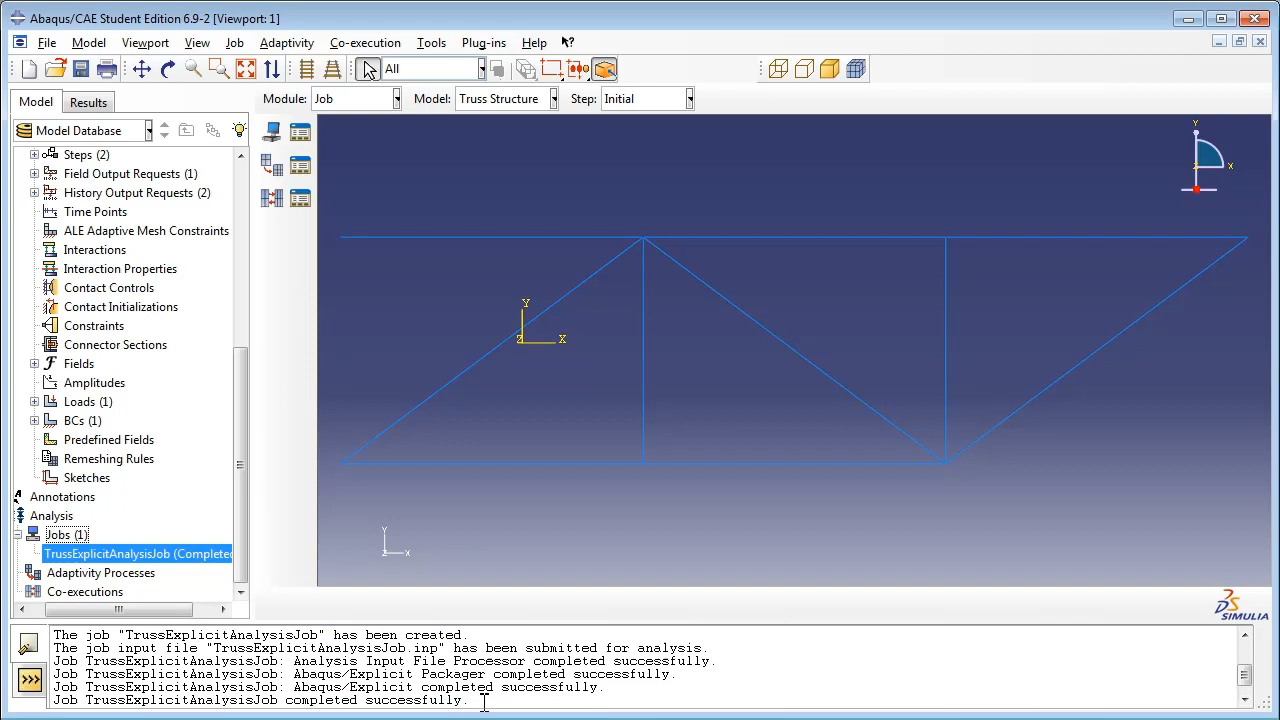 Abaqus/CAE Student Edition 6.9-2 [Viewport: 1]
File Model Viewport View Job Adaptivity Co-execution Tools Plug-ins Help
All
Model Results
Module: Job Model: Truss Structure Step: Initial
Model Database
Steps (2)
Field Output Requests (1)
History Output Requests (2)
Time Points
ALE Adaptive Mesh Constraints
Interactions
Interaction Properties
Contact Controls
Contact Initializations
Constraints
Connector Sections
Fields
Amplitudes
Loads (1)
BCs (1)
Predefined Fields
Remeshing Rules
Sketches
Annotations
Analysis
Jobs (1)
TrussExplicitAnalysisJob (Completed
Adaptivity Processes
Co-executions
Y
X
Z
Y
X
Z
Y
X
Z
SIMULIA
The job "TrussExplicitAnalysisJob" has been created.
The job input file "TrussExplicitAnalysisJob.inp" has been submitted for analysis.
Job TrussExplicitAnalysisJob: Analysis Input File Processor completed successfully.
Job TrussExplicitAnalysisJob: Abaqus/Explicit Packager completed successfully.
Job TrussExplicitAnalysisJob: Abaqus/Explicit completed successfully.
Job TrussExplicitAnalysisJob completed successfully.